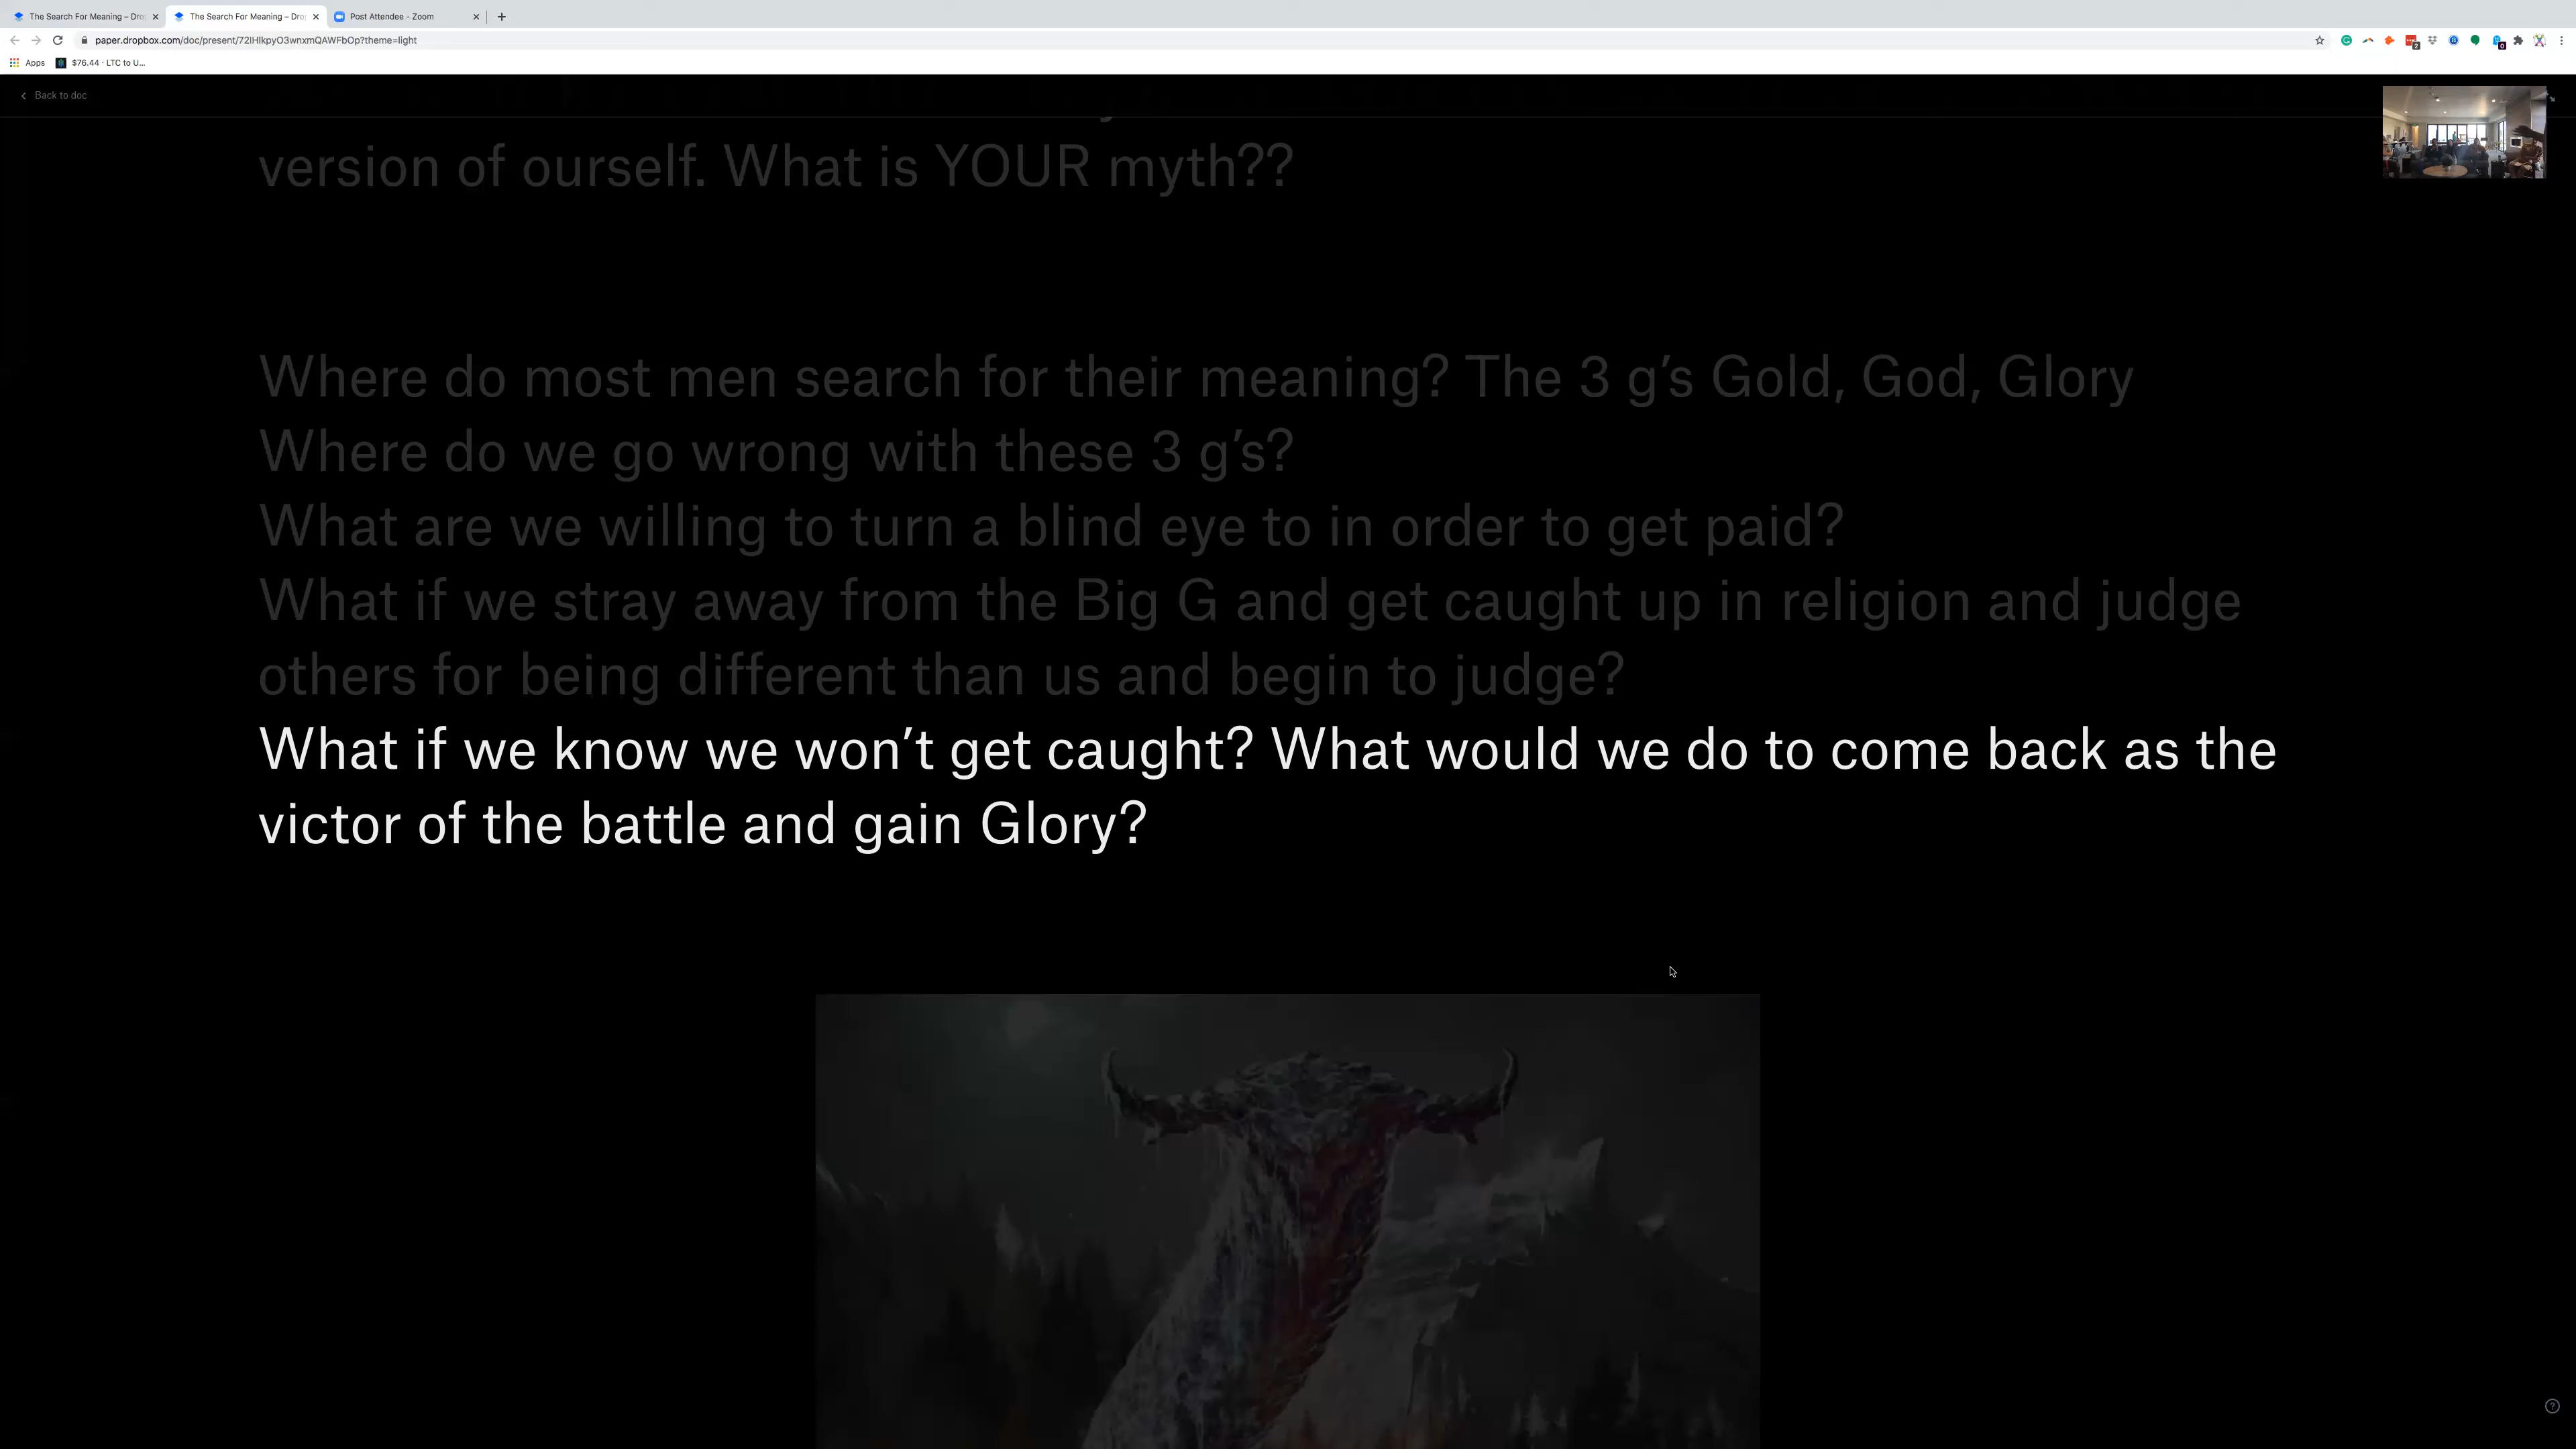 The Search For Meaning – Dro
The Search For Meaning – Dro
Post Attendee - Zoom
paper.dropbox.com/doc/present/72IHlkpyO3wnxmQAWFbOp?theme=light
Apps
$76.44 · LTC to U...
Back to doc
version of ourself. What is YOUR myth??
Where do most men search for their meaning? The 3 g’s Gold, God, Glory
Where do we go wrong with these 3 g’s?
What are we willing to turn a blind eye to in order to get paid?
What if we stray away from the Big G and get caught up in religion and judge
others for being different than us and begin to judge?
What if we know we won’t get caught? What would we do to come back as the
victor of the battle and gain Glory?